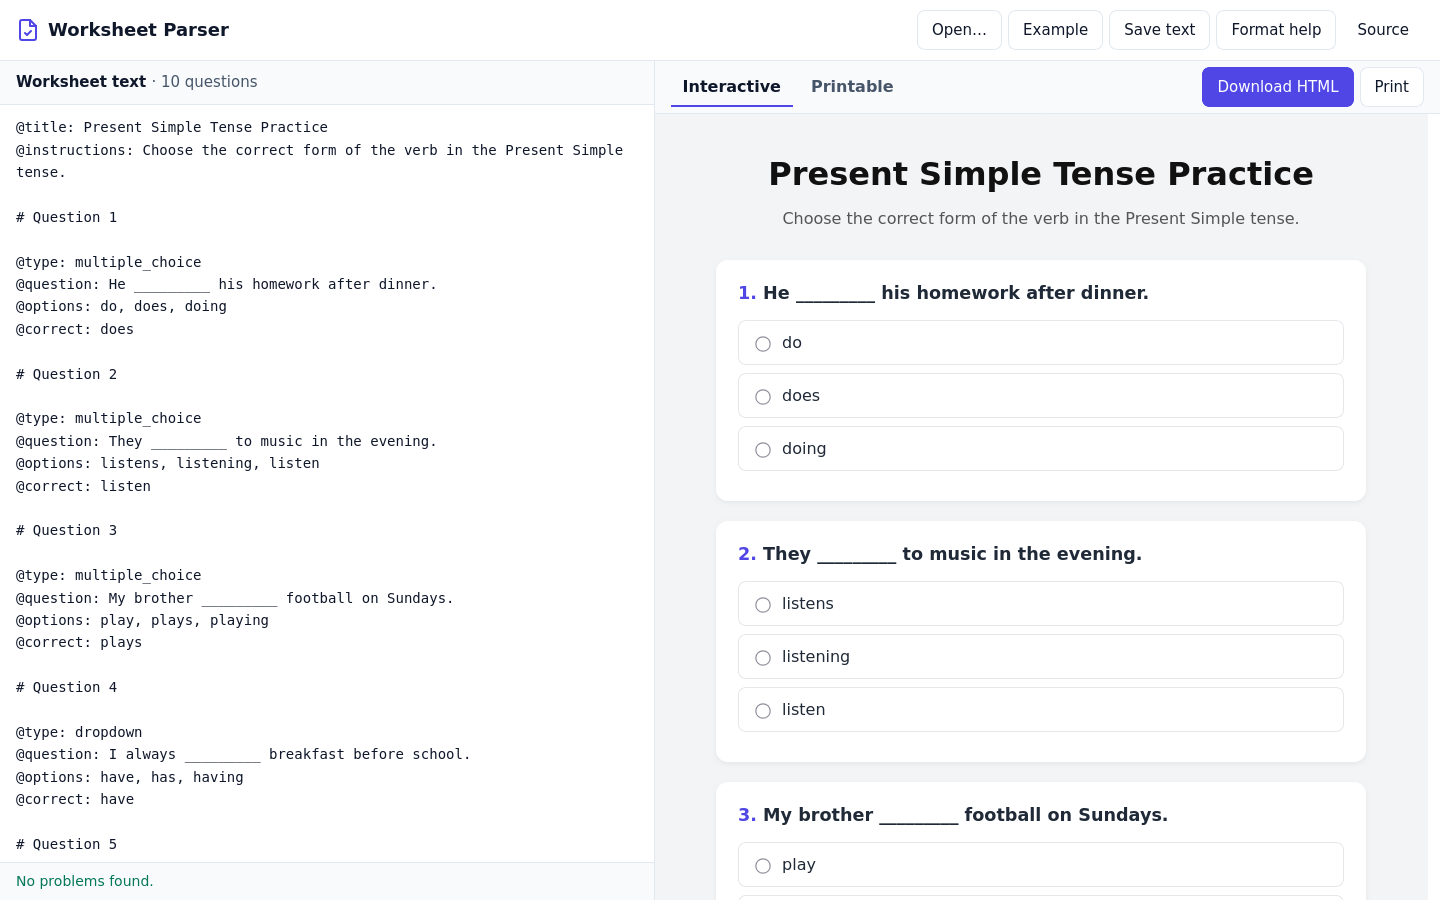 Worksheet Parser
Open...
Example
Save text
Format help
Source
Worksheet text · 10 questions
@title: Present Simple Tense Practice
@instructions: Choose the correct form of the verb in the Present Simple
tense.
# Question 1
@type: multiple_choice
@question: He _________ his homework after dinner.
@options: do, does, doing
@correct: does
# Question 2
@type: multiple_choice
@question: They _________ to music in the evening.
@options: listens, listening, listen
@correct: listen
# Question 3
@type: multiple_choice
@question: My brother _________ football on Sundays.
@options: play, plays, playing
@correct: plays
# Question 4
@type: dropdown
@question: I always _________ breakfast before school.
@options: have, has, having
@correct: have
# Question 5
No problems found.
Interactive
Printable
Download HTML
Print
Present Simple Tense Practice
Choose the correct form of the verb in the Present Simple tense.
1. He _________ his homework after dinner.
do
does
doing
2. They _________ to music in the evening.
listens
listening
listen
3. My brother _________ football on Sundays.
play